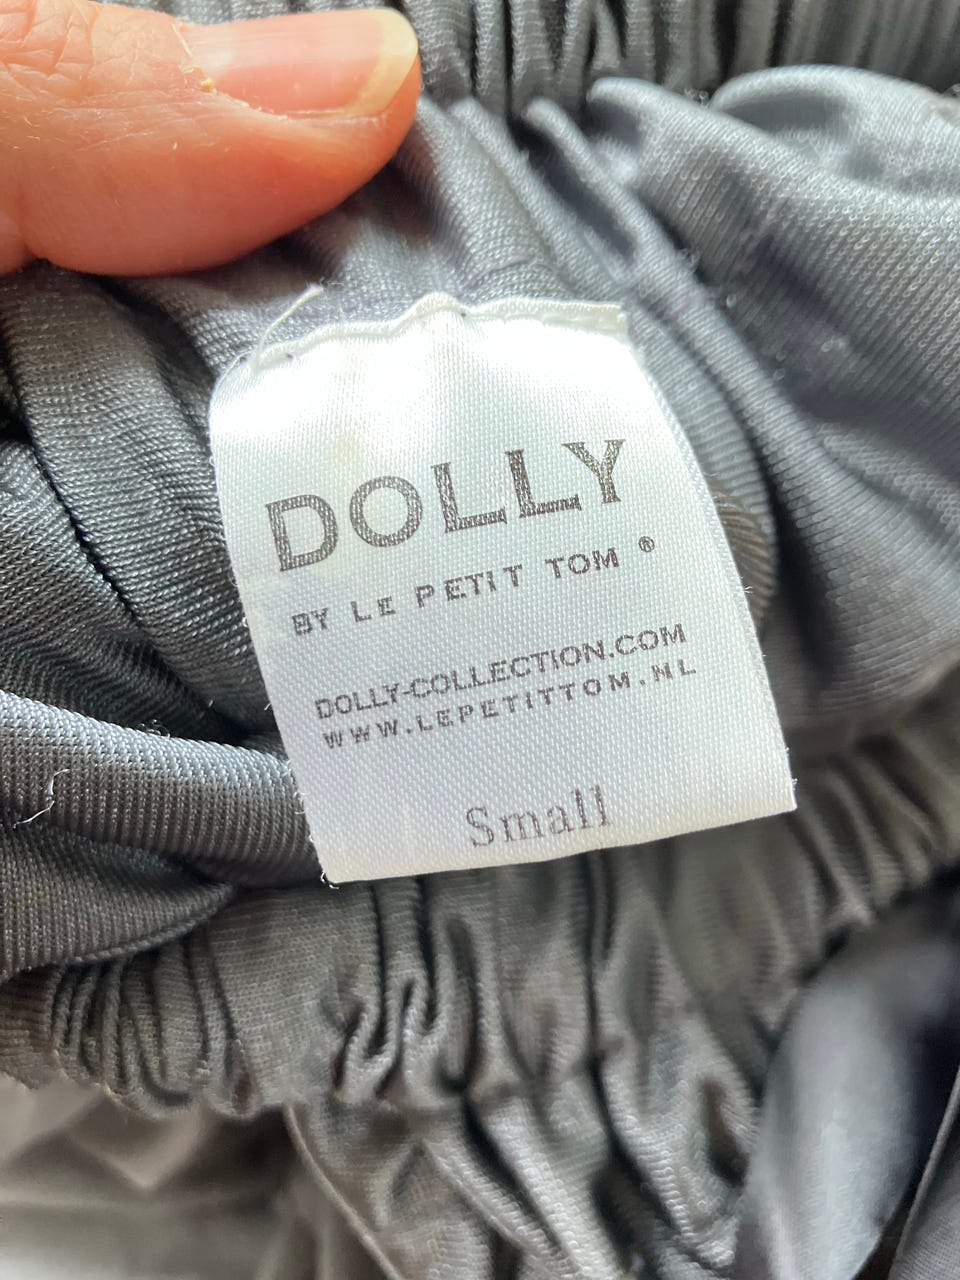 DOLLY
BY LE PETIT TOM ®
DOLLY-COLLECTION.COM
WWW.LEPETITTOM.NL
Small